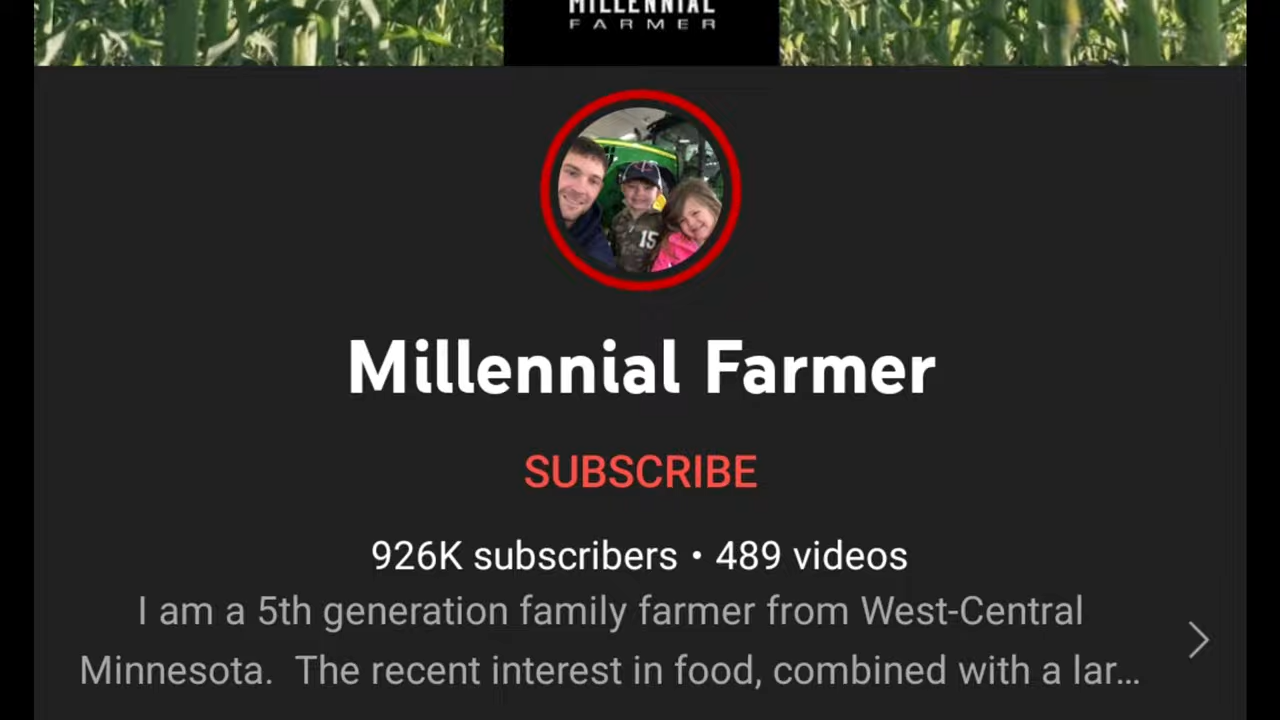 MILLENNIAL
FARMER
15
Millennial Farmer
SUBSCRIBE
926K subscribers • 489 videos
I am a 5th generation family farmer from West-Central
Minnesota. The recent interest in food, combined with a lar...